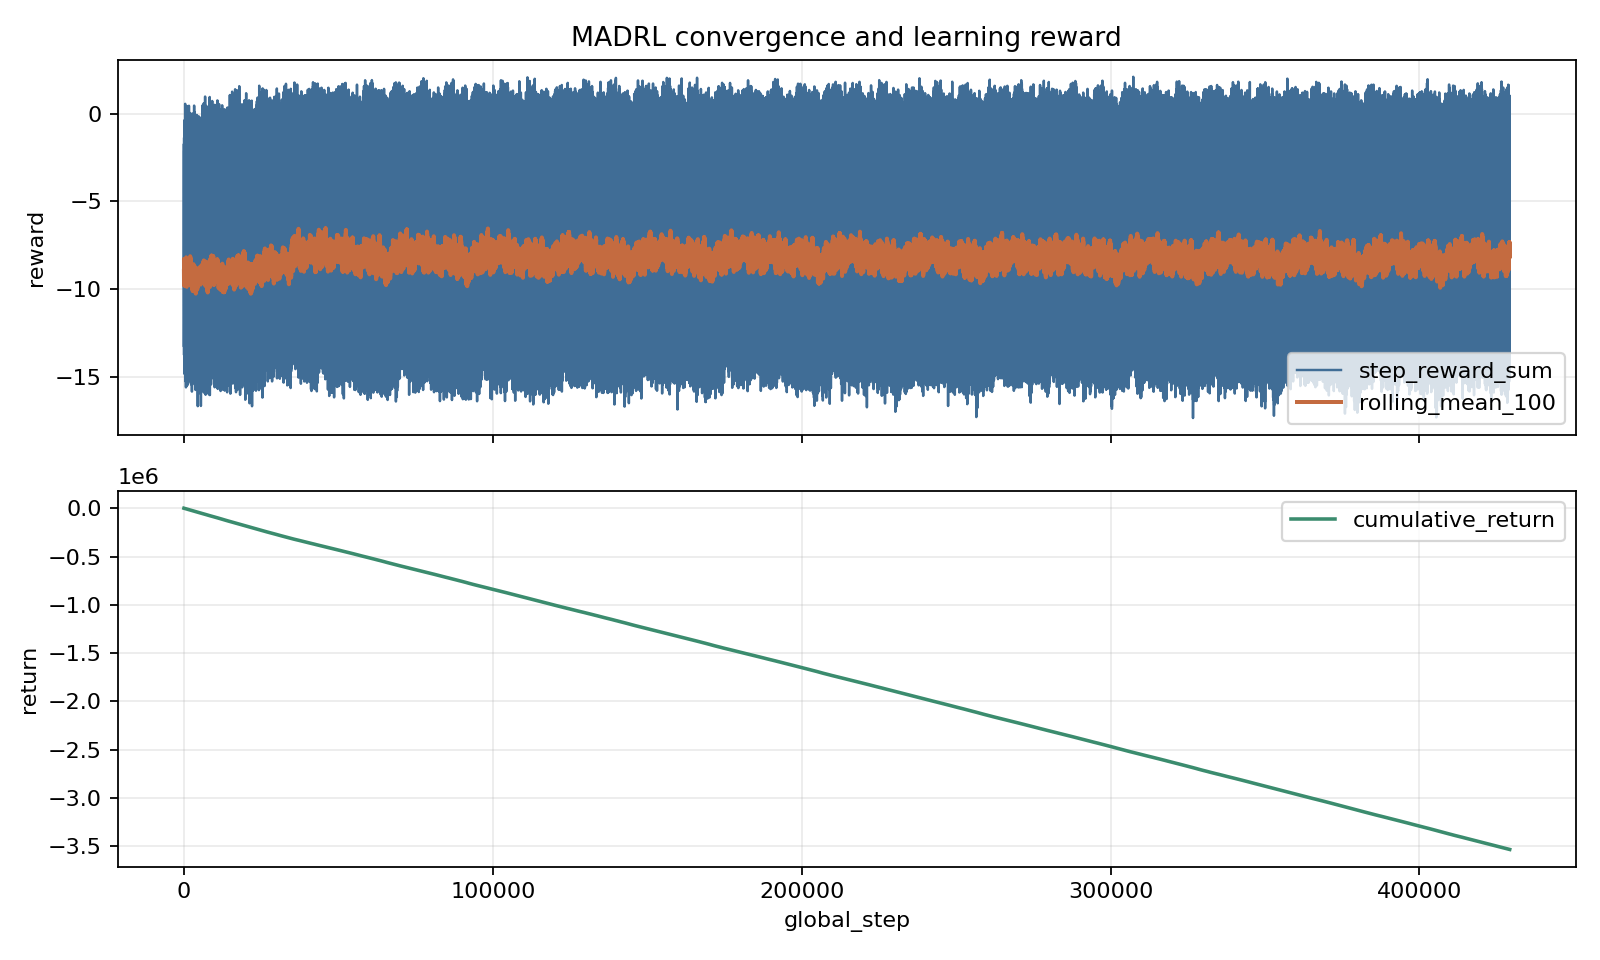 MADRL convergence and learning reward
reward
0
−5
−10
−15
step_reward_sum
rolling_mean_100
1e6
return
0.0
−0.5
−1.0
−1.5
−2.0
−2.5
−3.0
−3.5
cumulative_return
0
100000
200000
300000
400000
global_step